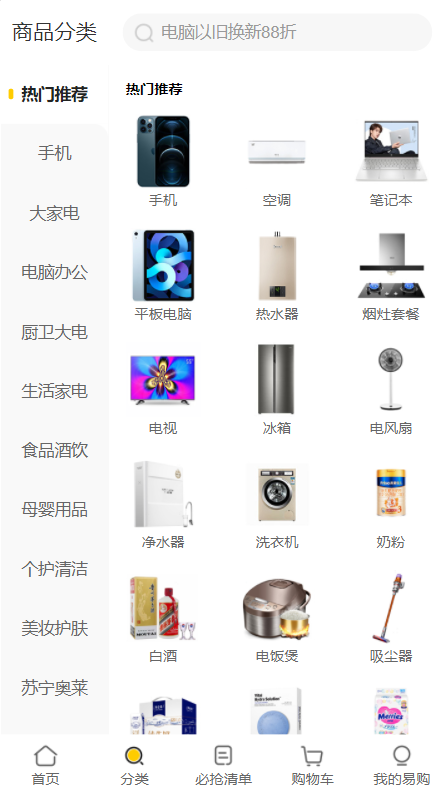 商品分类
电脑以旧换新88折
热门推荐
手机
大家电
电脑办公
厨卫大电
生活家电
食品酒饮
母婴用品
个护清洁
美妆护肤
苏宁奥莱
热门推荐
手机
空调
笔记本
平板电脑
热水器
烟灶套餐
电视
冰箱
电风扇
净水器
洗衣机
奶粉
白酒
电饭煲
吸尘器
Merries
首页
分类
必抢清单
购物车
我的易购